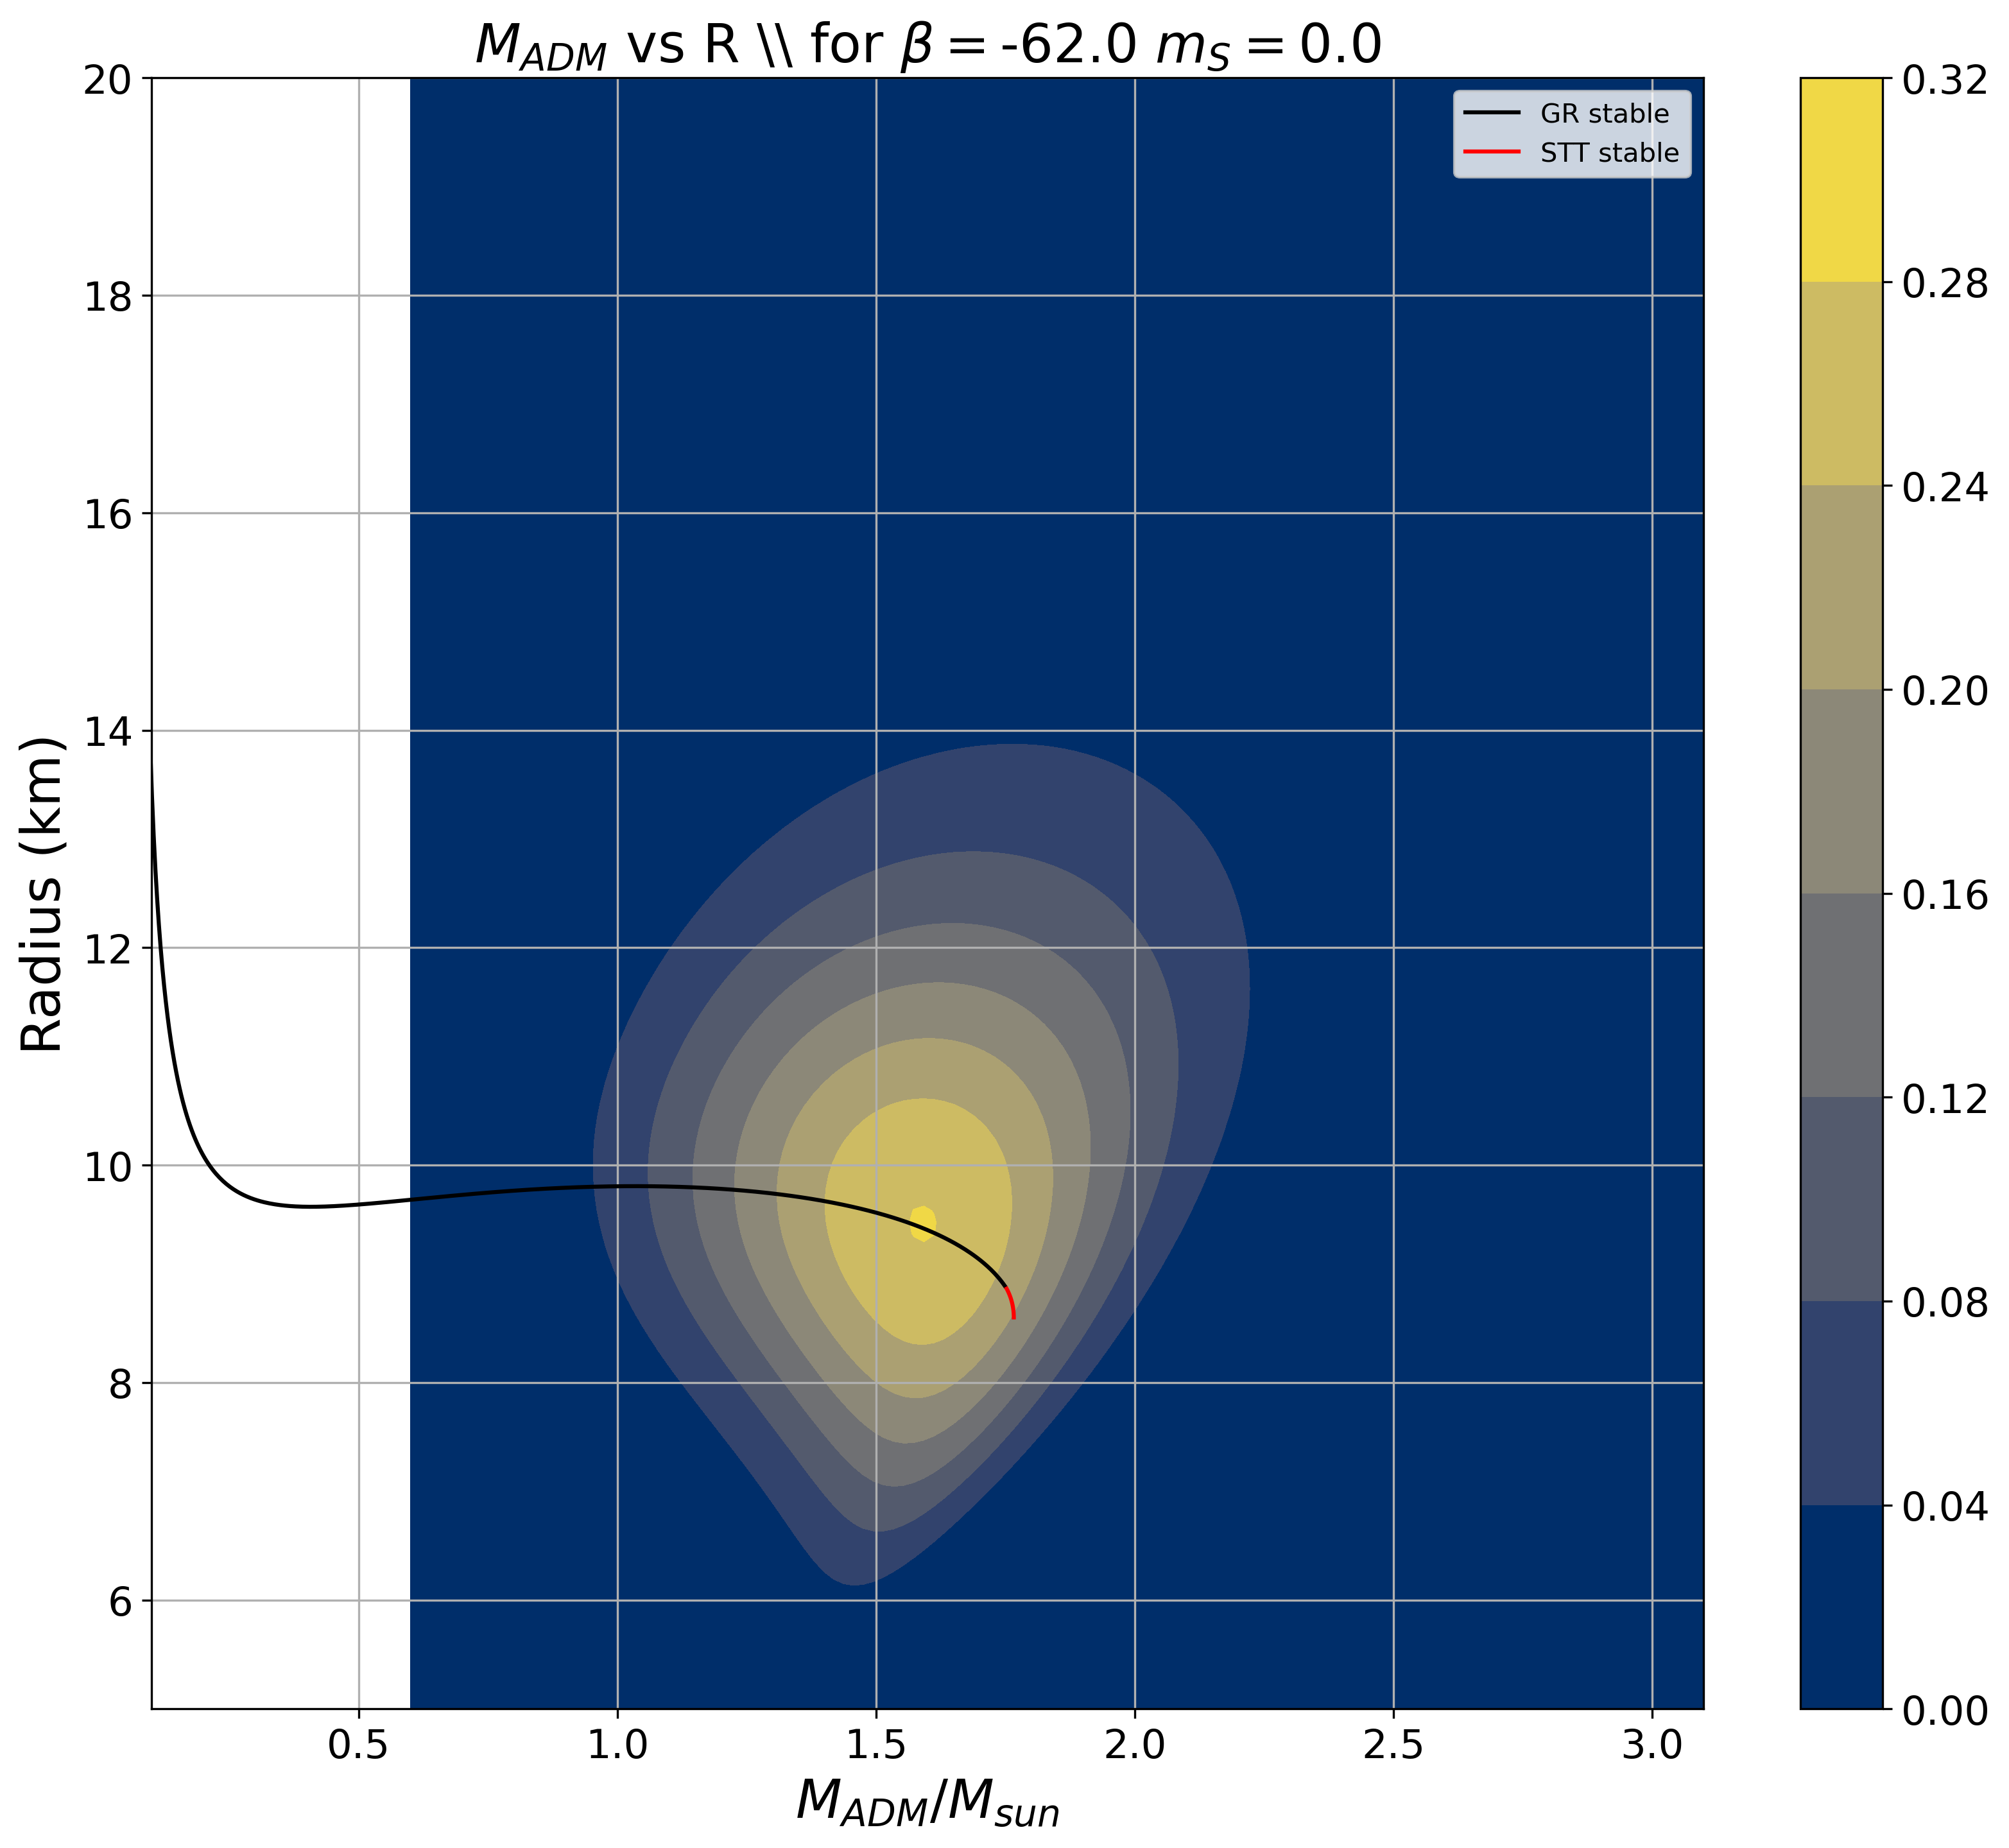 M_ADM vs R \\ for β = -62.0 m_S = 0.0
GR stable
STT stable
Radius (km)
20
18
16
14
12
10
8
6
0.5 1.0 1.5 2.0 2.5 3.0
M_ADM/M_sun
0.32
0.28
0.24
0.20
0.16
0.12
0.08
0.04
0.00